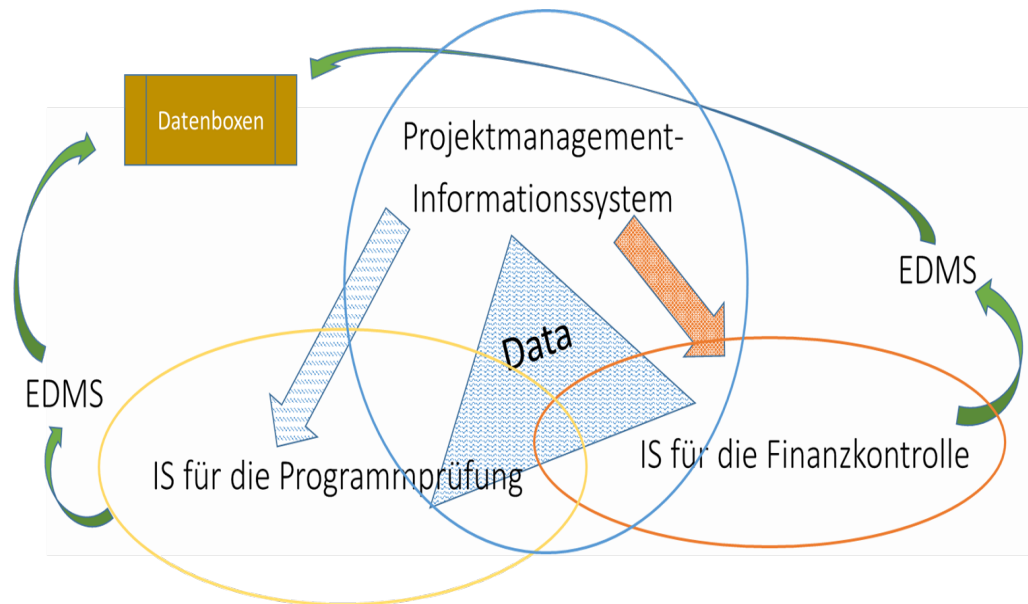 Datenboxen
Projektmanagement-
Informationssystem
EDMS
Data
EDMS
IS für die Programmprüfung
IS für die Finanzkontrolle